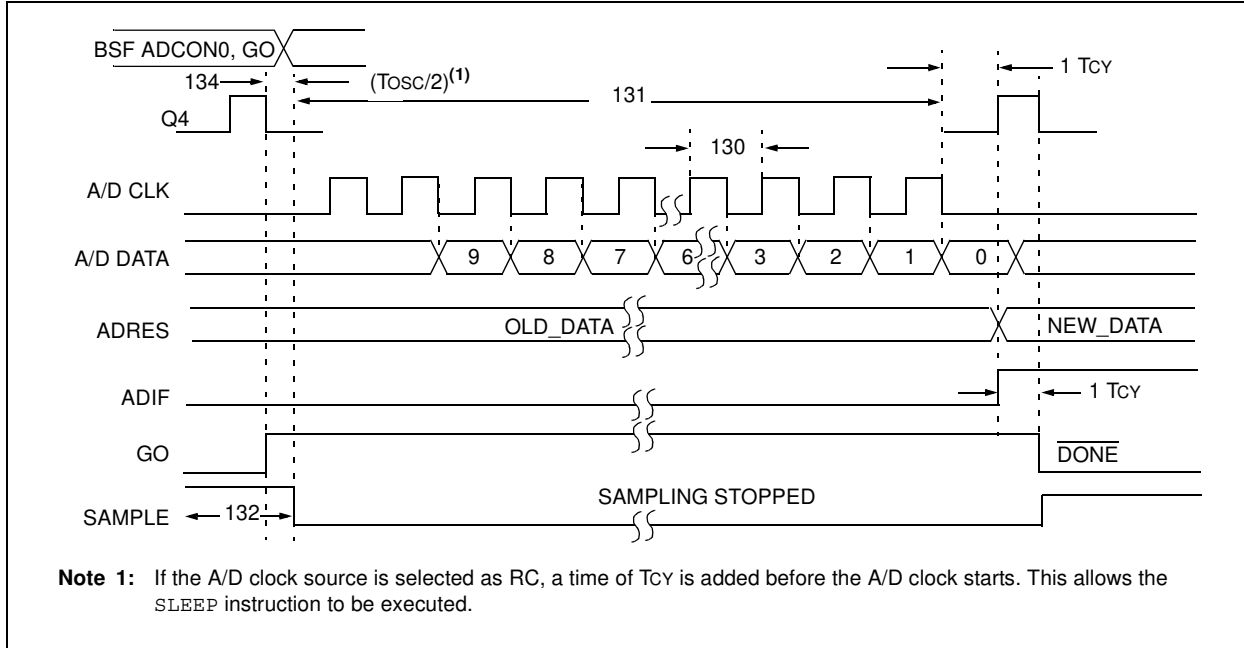 BSF ADCON0, GO
134
(TOSC/2)(1)
131
1 TCY
Q4
130
A/D CLK
A/D DATA
9 8 7 6 3 2 1 0
ADRES
OLD_DATA
NEW_DATA
ADIF
1 TCY
GO
DONE
SAMPLING STOPPED
SAMPLE
132
Note 1: If the A/D clock source is selected as RC, a time of TCY is added before the A/D clock starts. This allows the
SLEEP instruction to be executed.